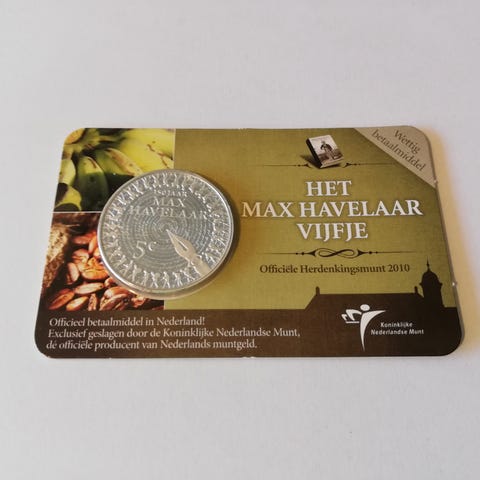 Wettig
betaalmiddel
HET
MAX HAVELAAR
VIJFJE
Officiële Herdenkingsmunt 2010
150 JAAR
MAX
HAVELAAR
5€
Officieel betaalmiddel in Nederland!
Exclusief geslagen door de Koninklijke Nederlandse Munt,
dé officiële producent van Nederlands muntgeld.
Koninklijke
Nederlandse Munt